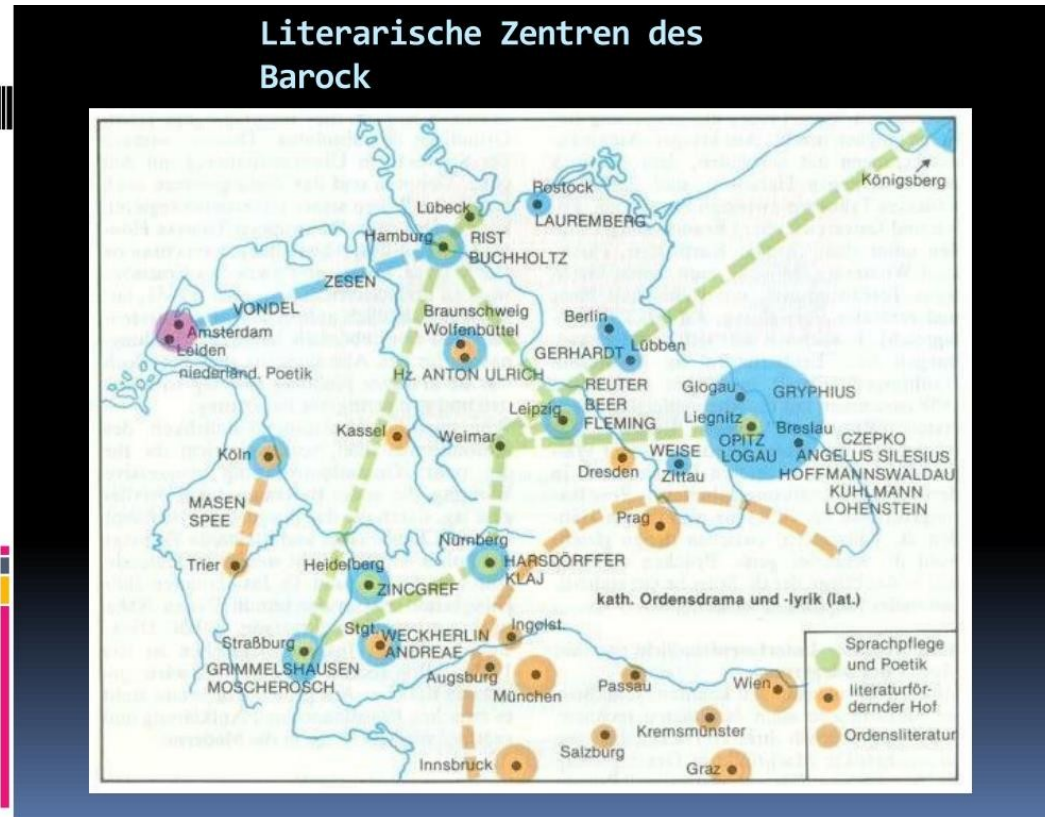 Literarische Zentren des
Barock
Königsberg
Rostock
LAUREMBERG
Lübeck
Hamburg
RIST
BUCHHOLTZ
ZESEN
VONDEL
Amsterdam
Leiden
niederland. Poetik
Braunschweig
Wolfenbüttel
Hz. ANTON ULRICH
Berlin
GERHARDT
Lübben
REUTER
BEER
FLEMING
Leipzig
Weimar
Kassel
Köln
MASEN
SPEE
Trier
Glogau
GRYPHIUS
Liegnitz
OPITZ
LOGAU
Breslau
CZEPKO
ANGELUS SILESIUS
HOFFMANNSWALDAU
KUHLMANN
LOHENSTEIN
WEISE
Zittau
Dresden
Prag
Nürnberg
HARSDÖRFFER
KLAJ
Heidelberg
ZINCGREF
kath. Ordensdrama und -lyrik (lat.)
Straßburg
GRIMMELSHAUSEN
MOSCHEROSCH
Stgt.
WECKHERLIN
ANDREAE
Ingolst.
Augsburg
München
Passau
Wien
Kremsmünster
Salzburg
Innsbruck
Graz
Sprachpflege
und Poetik
literaturför-
dernder Hof
Ordensliteratur